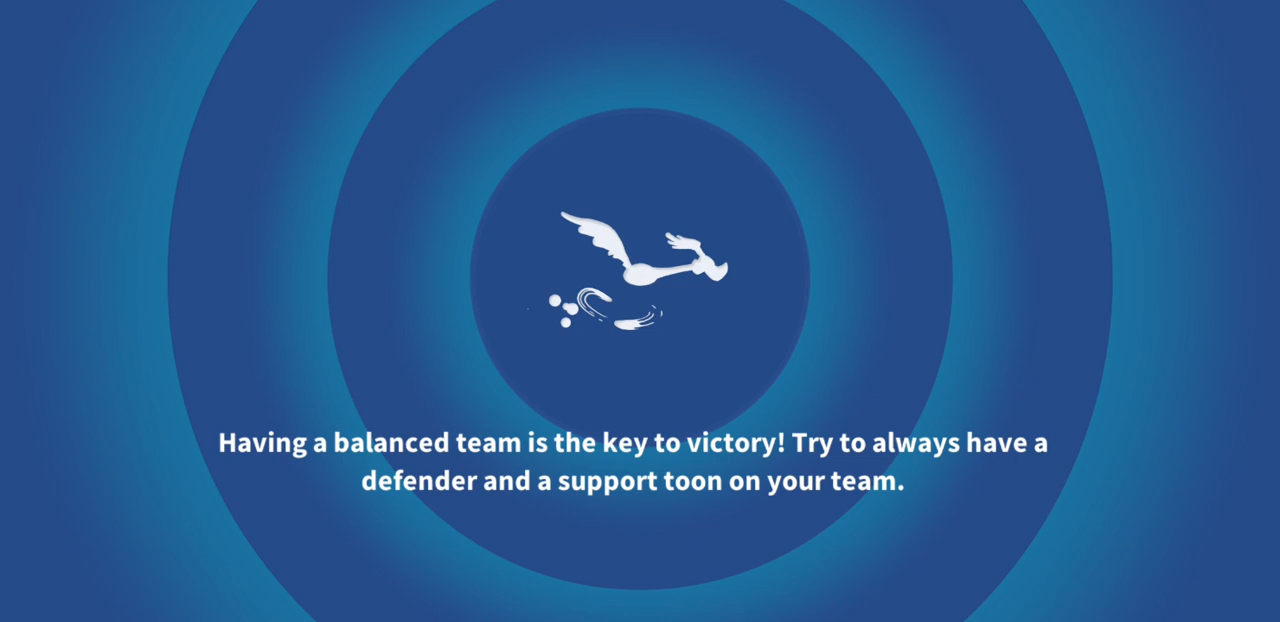 Having a balanced team is the key to victory! Try to always have a
defender and a support toon on your team.